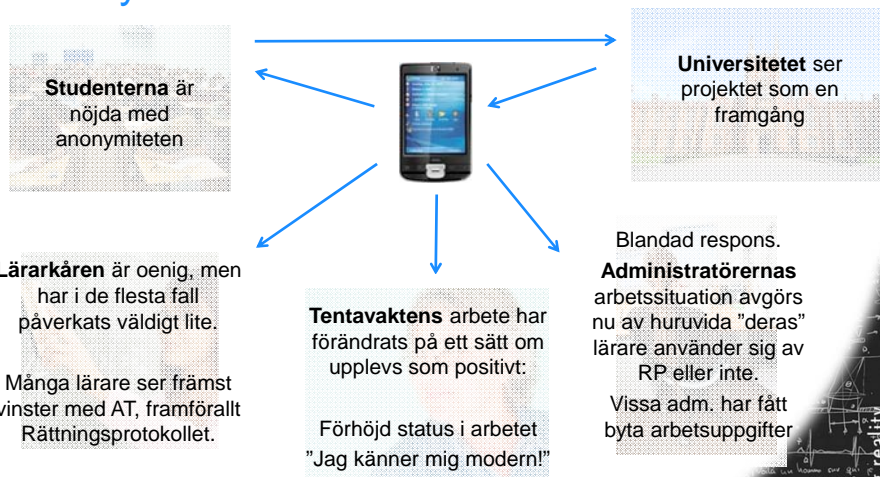 Studenterna är
nöjda med
anonymiteten
Universitetet ser
projektet som en
framgång
Lärarkåren är oenig, men
har i de flesta fall
påverkats väldigt lite.
Många lärare ser främst
vinster med AT, framförallt
Rättningsprotokollet.
Tentavaktens arbete har
förändrats på ett sätt om
upplevs som positivt:
Förhöjd status i arbetet
"Jag känner mig modern!"
Blandad respons.
Administratörernas
arbetssituation avgörs
nu av huruvida ”deras”
lärare använder sig av
RP eller inte.
Vissa adm. har fått
byta arbetsuppgifter
reality